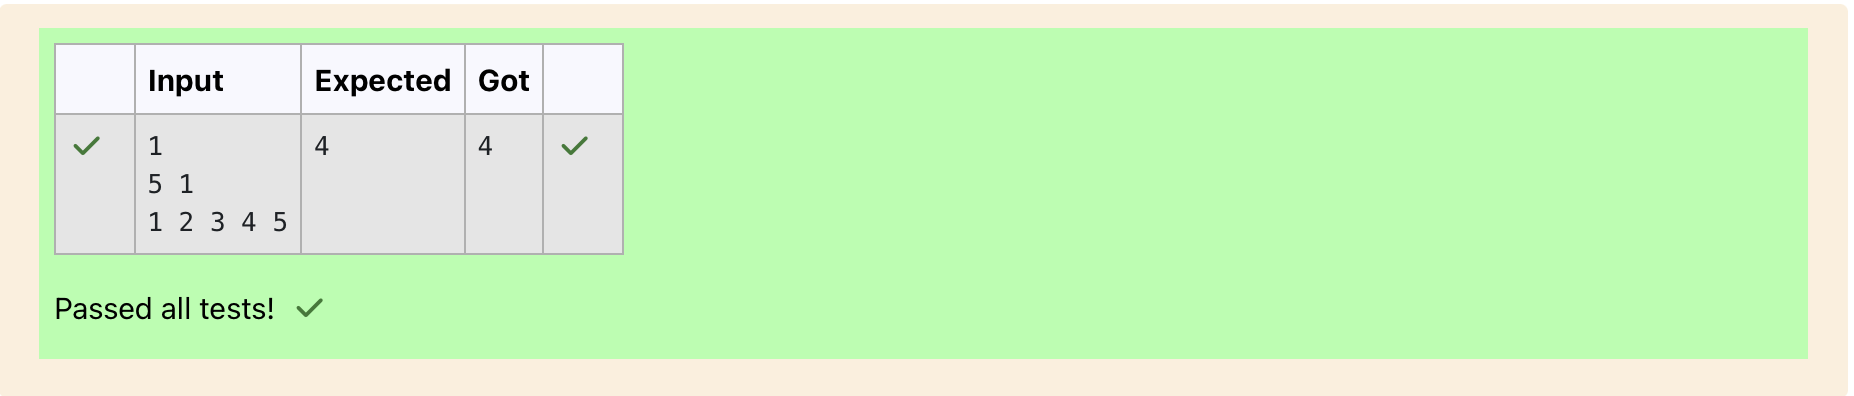 Input Expected Got
1 4 4
5 1
1 2 3 4 5
Passed all tests!